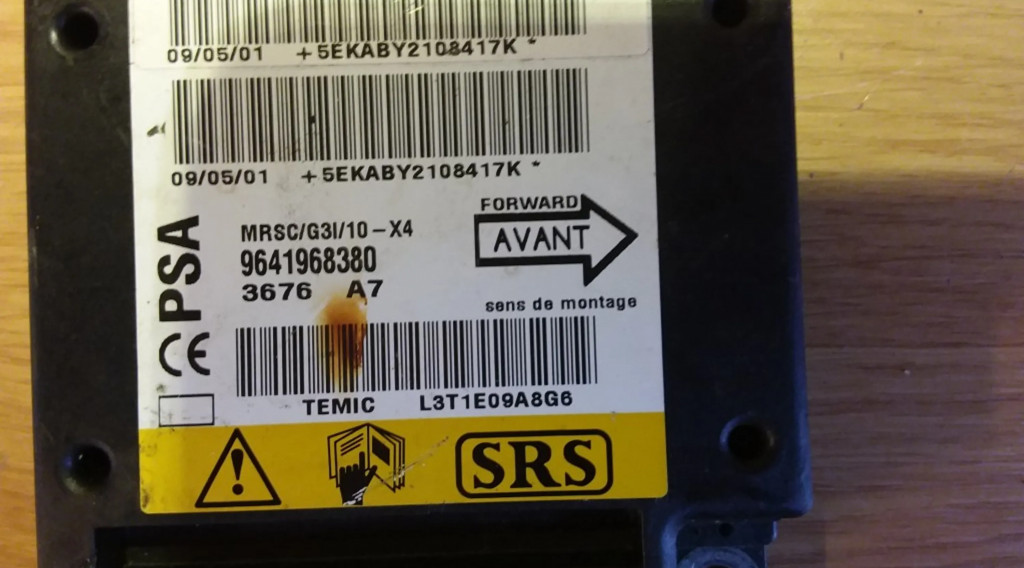 09/05/01 +5EKABY2108417K *
09/05/01 +5EKABY2108417K *
PSA
CE
MRSC/G3I/10-X4
9641968380
3676 A7
FORWARD
AVANT
sens de montage
TEMIC L3T1E09A8G6
SRS